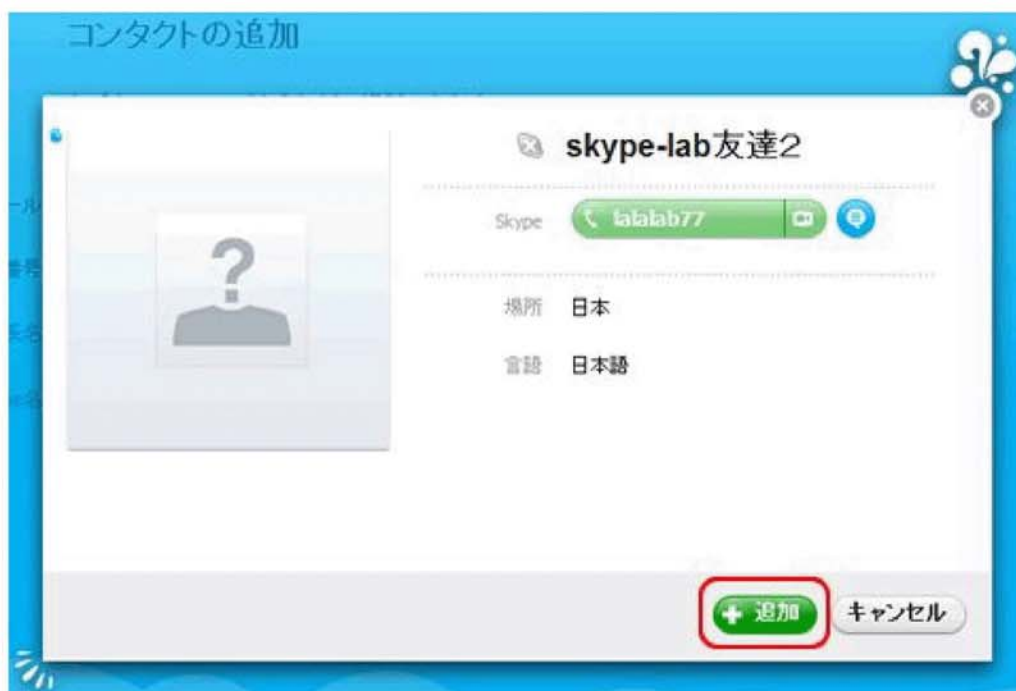 コンタクトの追加
skype-lab友達2
Skype
lalalab77
場所
日本
言語
日本語
追加
キャンセル